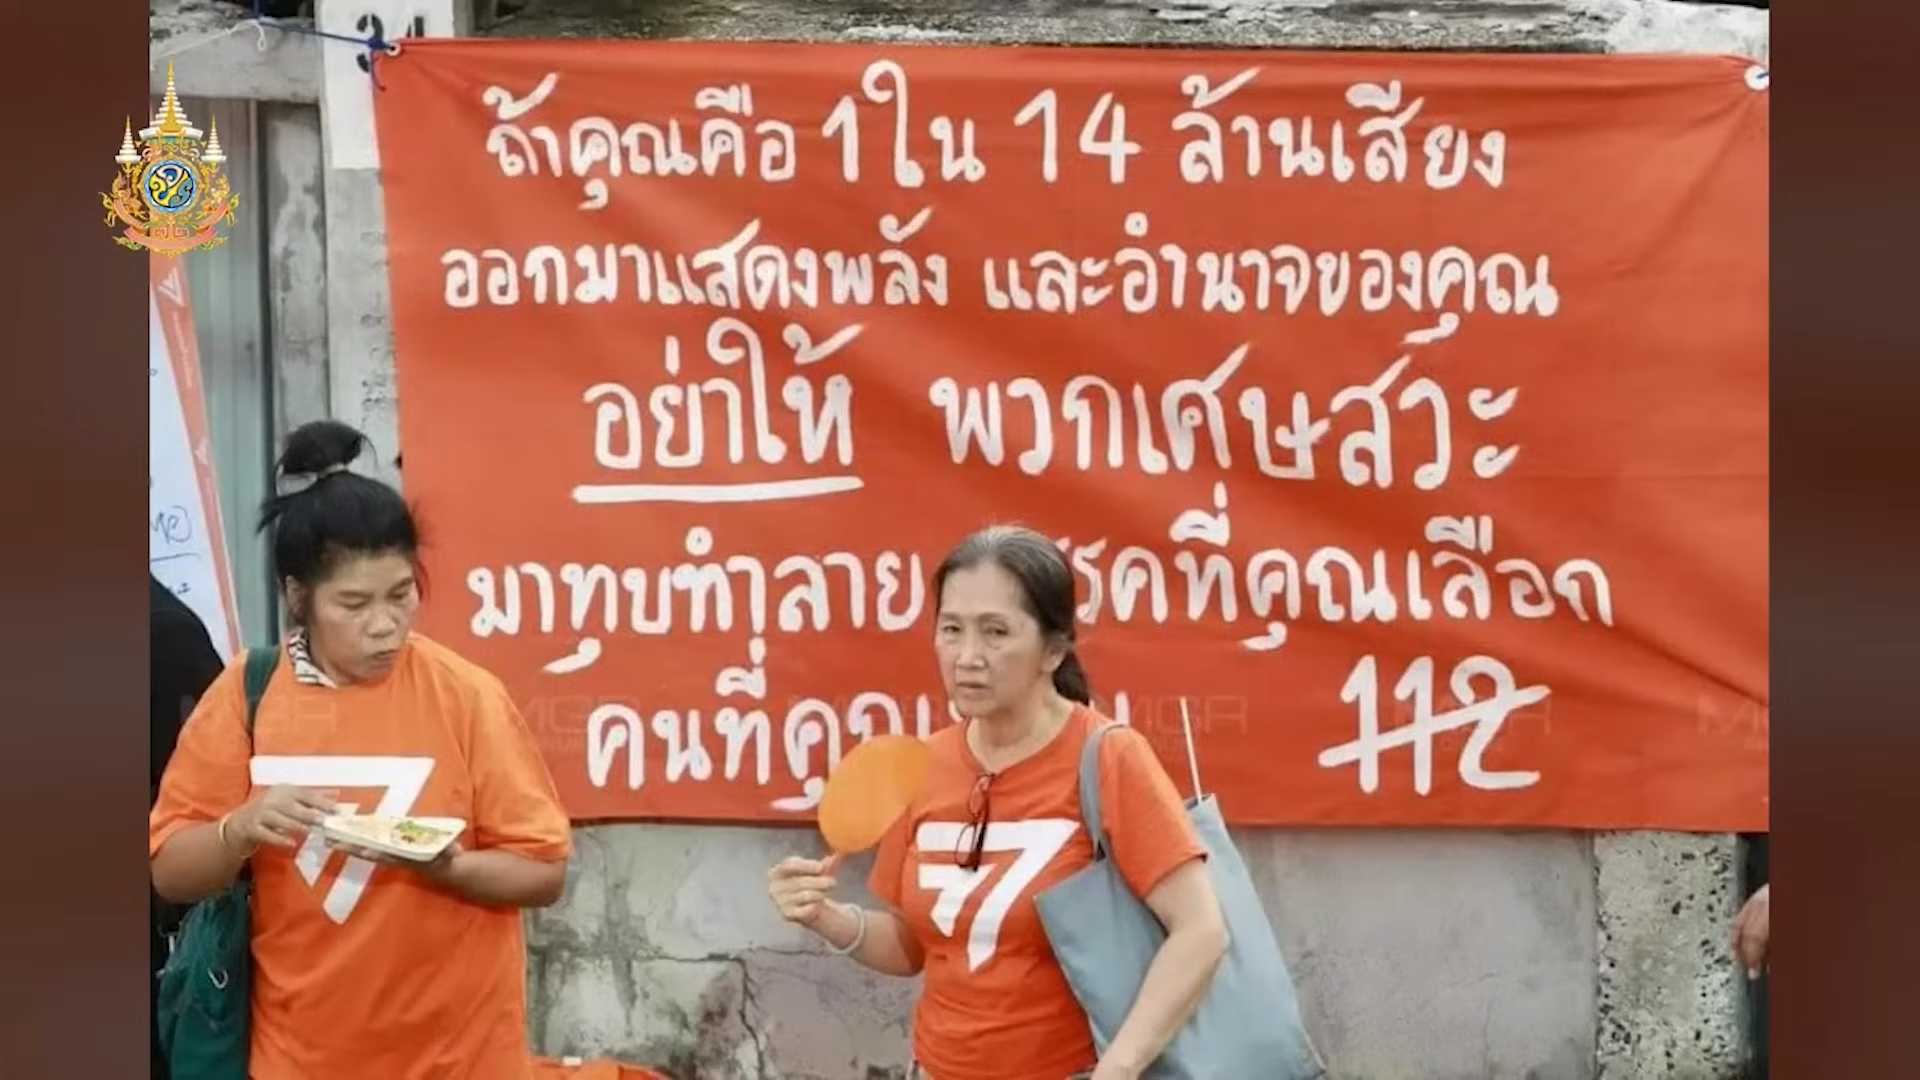 34
ถ้าคุณคือ 1 ใน 14 ล้านเสียง
ออกมาแสดงพลัง และอำนาจของคุณ
อย่าให้ พวกเศษสวะ
มาทุบทำลาย รรคที่คุณเลือก
คนที่คุณ
112
MGR